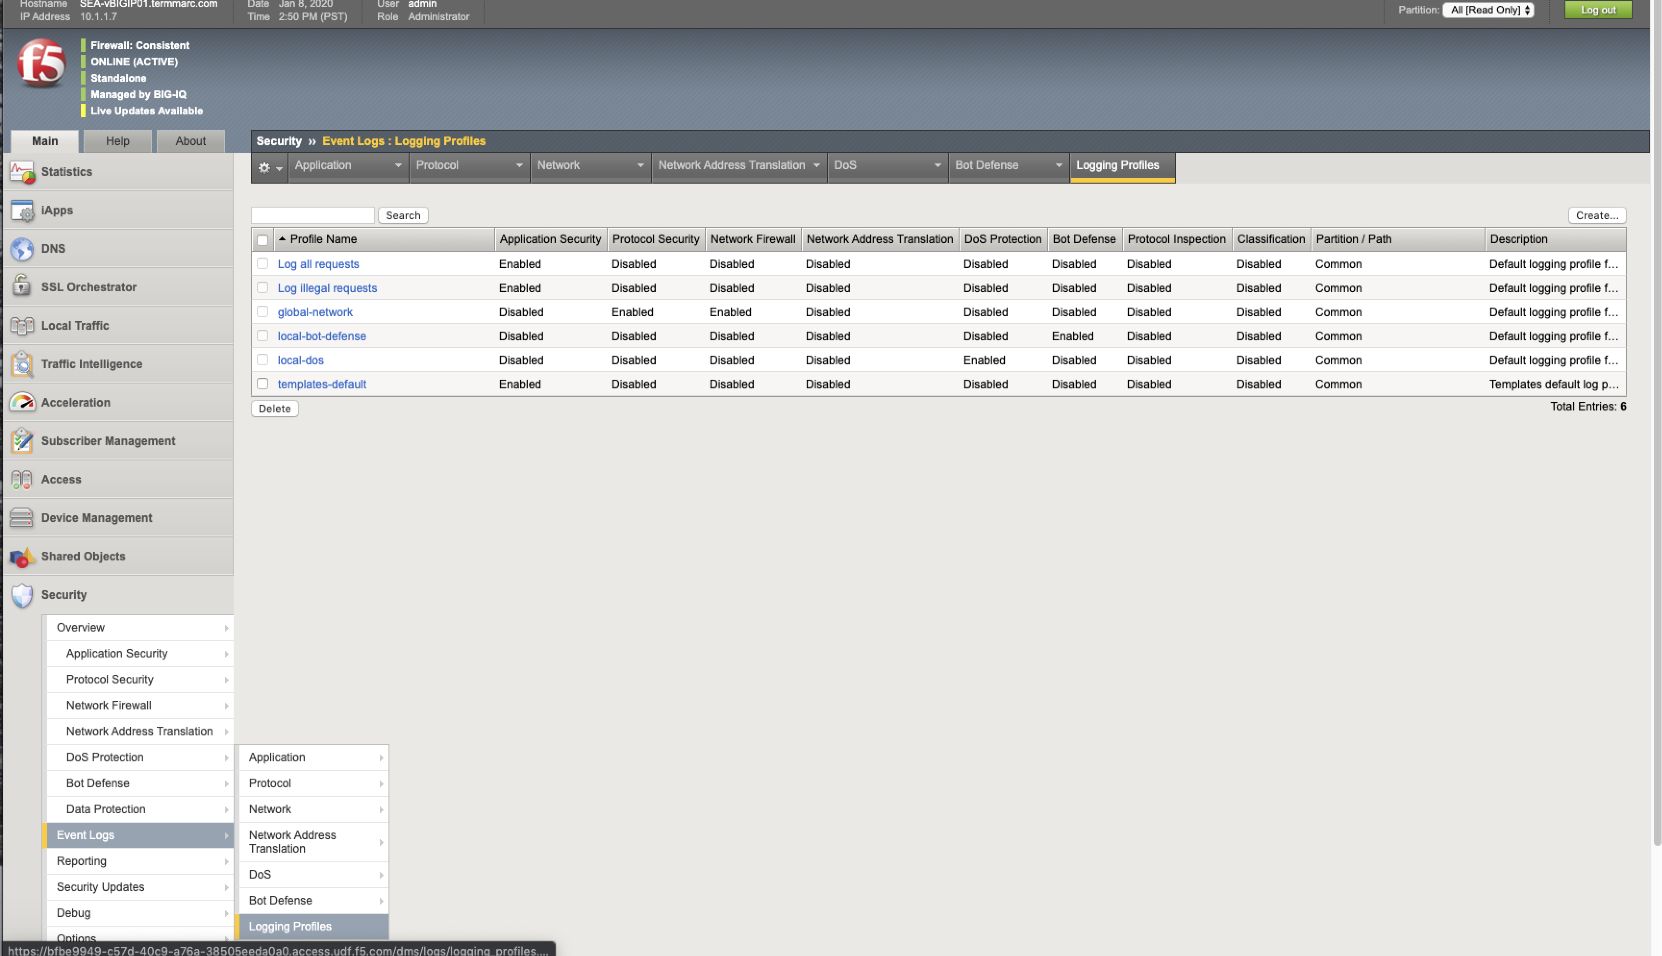 Hostname SEA-vBIGIP01.termmarc.com Date Jan 8, 2020 User admin
IP Address 10.1.1.7 Time 2:50 PM (PST) Role Administrator
Partition: All [Read Only] Log out
f5
Firewall: Consistent
ONLINE (ACTIVE)
Standalone
Managed by BIG-IQ
Live Updates Available
Main Help About
Security » Event Logs : Logging Profiles
Application Protocol Network Network Address Translation DoS Bot Defense Logging Profiles
Search Create...
Profile Name Application Security Protocol Security Network Firewall Network Address Translation DoS Protection Bot Defense Protocol Inspection Classification Partition / Path Description
Log all requests Enabled Disabled Disabled Disabled Disabled Disabled Disabled Disabled Common Default logging profile f...
Log illegal requests Enabled Disabled Disabled Disabled Disabled Disabled Disabled Disabled Common Default logging profile f...
global-network Disabled Enabled Enabled Disabled Disabled Disabled Disabled Disabled Common Default logging profile f...
local-bot-defense Disabled Disabled Disabled Disabled Disabled Enabled Disabled Disabled Common Default logging profile f...
local-dos Disabled Disabled Disabled Disabled Enabled Disabled Disabled Disabled Common Default logging profile f...
templates-default Enabled Disabled Disabled Disabled Disabled Disabled Disabled Disabled Common Templates default log p...
Delete
Total Entries: 6
Statistics
iApps
DNS
SSL Orchestrator
Local Traffic
Traffic Intelligence
Acceleration
Subscriber Management
Access
Device Management
Shared Objects
Security
Overview
Application Security
Protocol Security
Network Firewall
Network Address Translation
DoS Protection
Bot Defense
Data Protection
Event Logs
Reporting
Security Updates
Debug
Options
Application
Protocol
Network
Network Address
Translation
DoS
Bot Defense
Logging Profiles
https://bfbe9949-c57d-40c9-a76a-38505eeda0a0.access.udf.f5.com/dms/logs/logging_profiles....